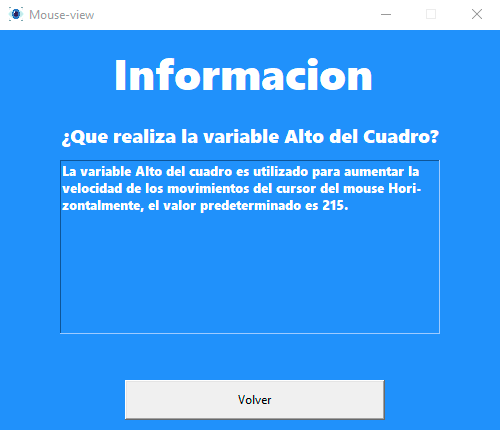 Mouse-view
Informacion
¿Que realiza la variable Alto del Cuadro?
La variable Alto del cuadro es utilizado para aumentar la
velocidad de los movimientos del cursor del mouse Hori-
zontalmente, el valor predeterminado es 215.
Volver